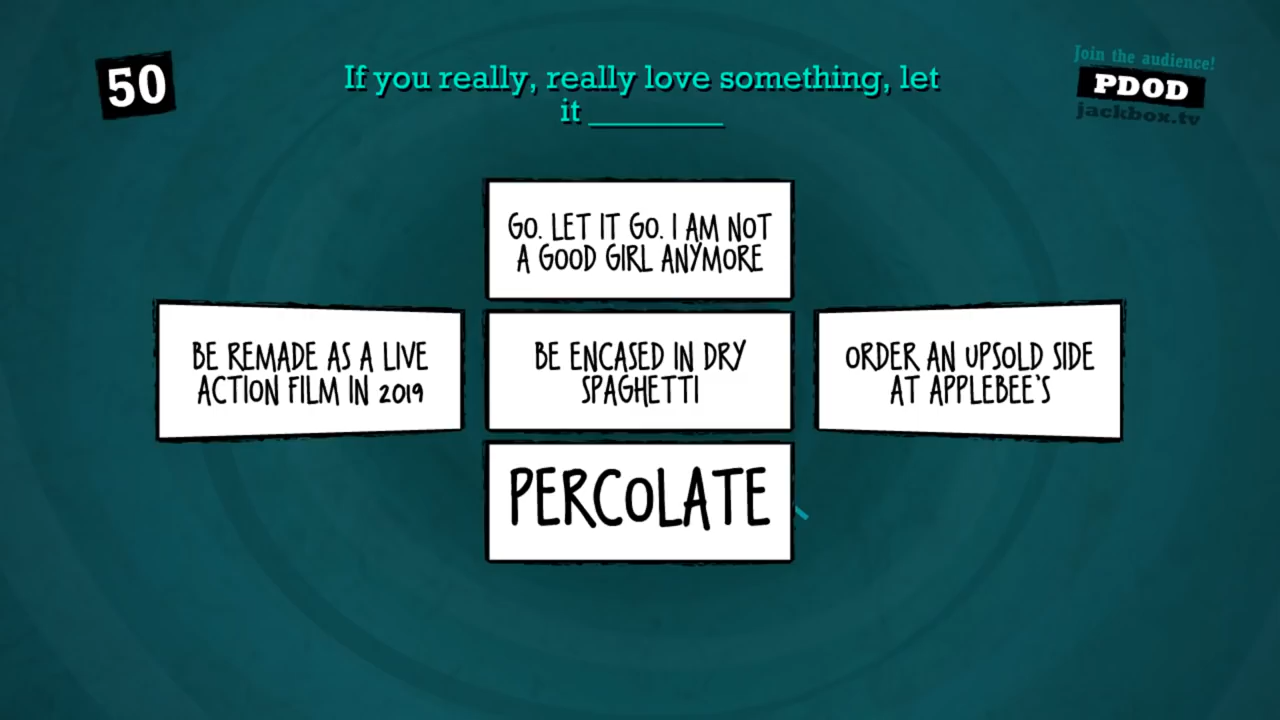 50
If you really, really love something, let
it ________
Join the audience!
PDOD
jackbox.tv
GO. LET IT GO. I AM NOT
A GOOD GIRL ANYMORE
BE REMADE AS A LIVE
ACTION FILM IN 2019
BE ENCASED IN DRY
SPAGHETTI
ORDER AN UPSOLD SIDE
AT APPLEBEE'S
PERCOLATE